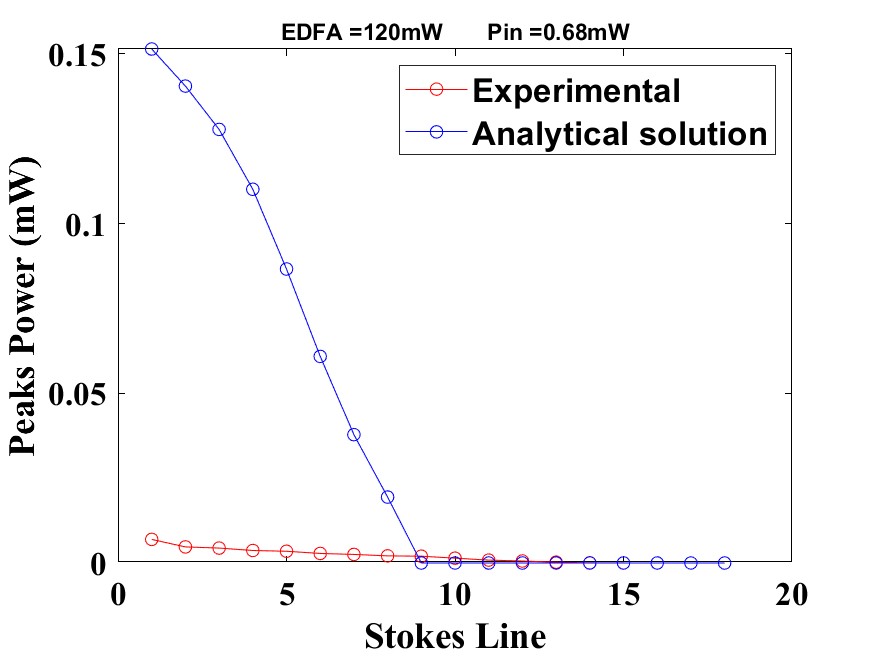 EDFA =120mW Pin =0.68mW
Experimental
Analytical solution
Peaks Power (mW)
0.15
0.1
0.05
0
0 5 10 15 20
Stokes Line